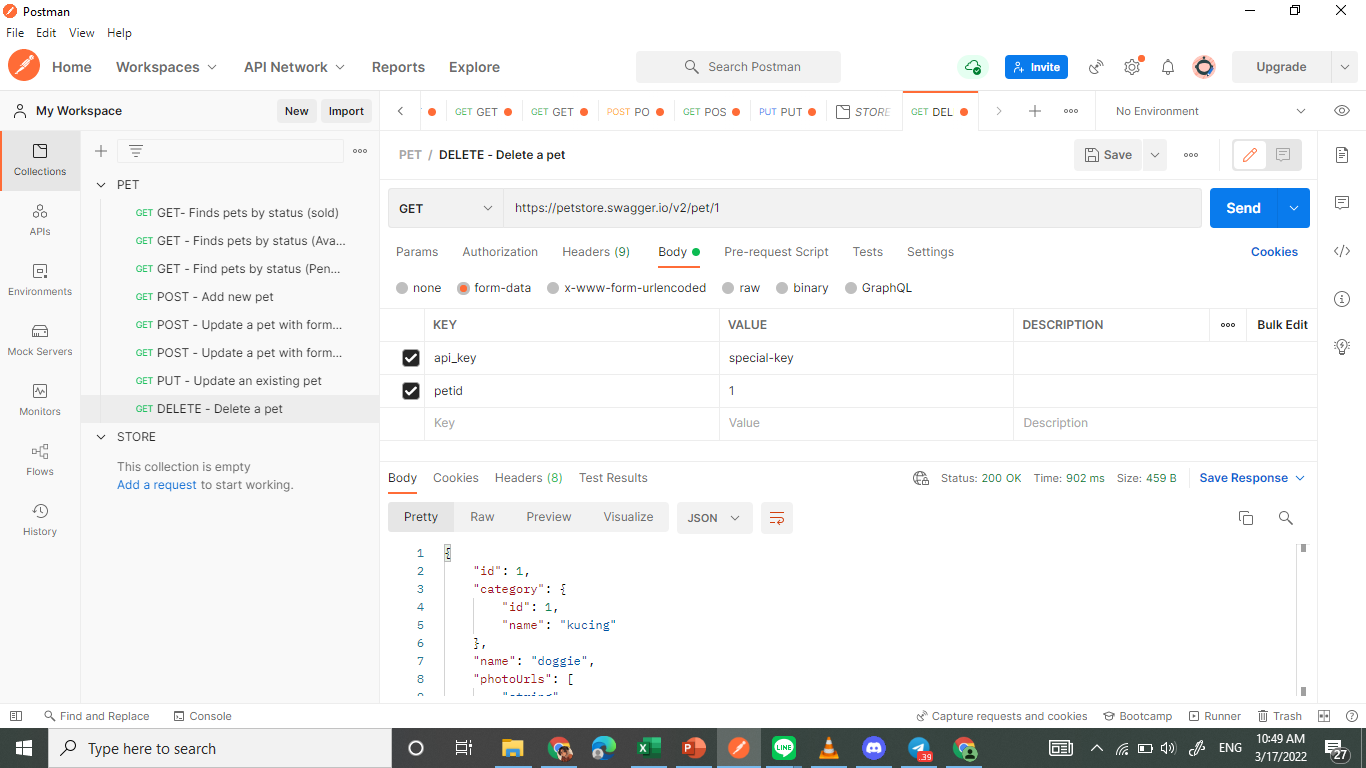 Postman
File Edit View Help
Home Workspaces API Network Reports Explore Search Postman Invite Upgrade
My Workspace New Import
GET GET GET GET POST PO GET POS PUT PUT STORE GET DEL No Environment
Collections
APIs
Environments
Mock Servers
Monitors
Flows
History
PET
GET GET- Finds pets by status (sold)
GET GET - Finds pets by status (Ava...
GET GET - Find pets by status (Pen...
GET POST - Add new pet
GET POST - Update a pet with form...
GET POST - Update a pet with form...
GET PUT - Update an existing pet
GET DELETE - Delete a pet
STORE
This collection is empty
Add a request to start working.
PET / DELETE - Delete a pet Save
GET https://petstore.swagger.io/v2/pet/1 Send
Params Authorization Headers (9) Body Pre-request Script Tests Settings Cookies
none form-data x-www-form-urlencoded raw binary GraphQL
KEY VALUE DESCRIPTION Bulk Edit
api_key special-key
petid 1
Key Value Description
Body Cookies Headers (8) Test Results Status: 200 OK Time: 902 ms Size: 459 B Save Response
Pretty Raw Preview Visualize JSON
1 {
2 "id": 1,
3 "category": {
4 "id": 1,
5 "name": "kucing"
6 },
7 "name": "doggie",
8 "photoUrls": [
9 "string"
Find and Replace Console Capture requests and cookies Bootcamp Runner Trash
Type here to search
39
ENG
10:49 AM
3/17/2022
27